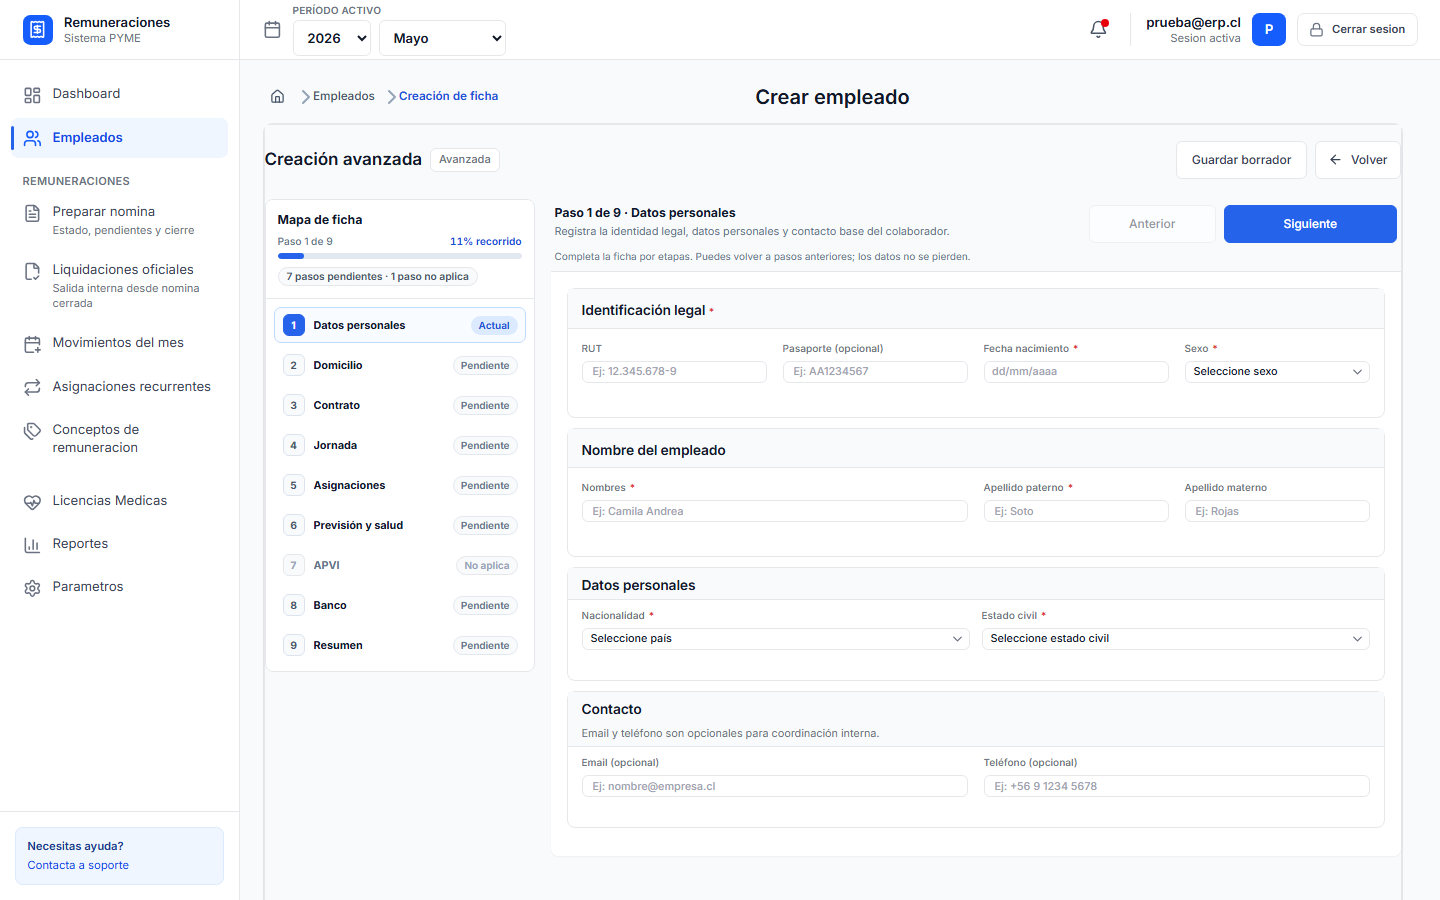 Remuneraciones
Sistema PYME
PERÍODO ACTIVO
2026
Mayo
prueba@erp.cl
Sesion activa
P
Cerrar sesion
Dashboard
Empleados
REMUNERACIONES
Preparar nomina
Estado, pendientes y cierre
Liquidaciones oficiales
Salida interna desde nomina
cerrada
Movimientos del mes
Asignaciones recurrentes
Conceptos de
remuneracion
Licencias Medicas
Reportes
Parametros
Necesitas ayuda?
Contacta a soporte
Empleados
Creación de ficha
Crear empleado
Creación avanzada
Avanzada
Guardar borrador
Volver
Mapa de ficha
Paso 1 de 9
11% recorrido
7 pasos pendientes · 1 paso no aplica
1 Datos personales Actual
2 Domicilio Pendiente
3 Contrato Pendiente
4 Jornada Pendiente
5 Asignaciones Pendiente
6 Previsión y salud Pendiente
7 APVI No aplica
8 Banco Pendiente
9 Resumen Pendiente
Paso 1 de 9 · Datos personales
Registra la identidad legal, datos personales y contacto base del colaborador.
Completa la ficha por etapas. Puedes volver a pasos anteriores; los datos no se pierden.
Anterior
Siguiente
Identificación legal *
RUT
Ej: 12.345.678-9
Pasaporte (opcional)
Ej: AA1234567
Fecha nacimiento *
dd/mm/aaaa
Sexo *
Seleccione sexo
Nombre del empleado
Nombres *
Ej: Camila Andrea
Apellido paterno *
Ej: Soto
Apellido materno
Ej: Rojas
Datos personales
Nacionalidad *
Seleccione país
Estado civil *
Seleccione estado civil
Contacto
Email y teléfono son opcionales para coordinación interna.
Email (opcional)
Ej: nombre@empresa.cl
Teléfono (opcional)
Ej: +56 9 1234 5678